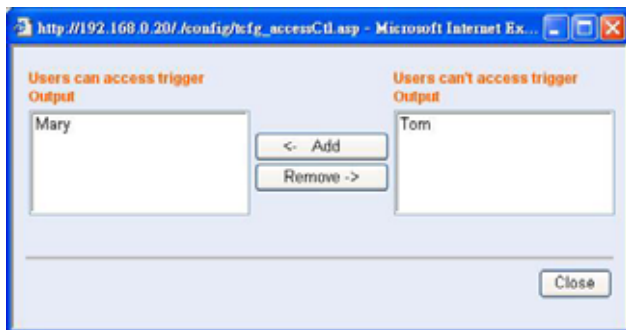 http://192.168.0.20/./config/tcfg_accessCtl.asp - Microsoft Internet Ex...
Users can access trigger
Output
Users can't access trigger
Output
Mary
Tom
<- Add
Remove ->
Close